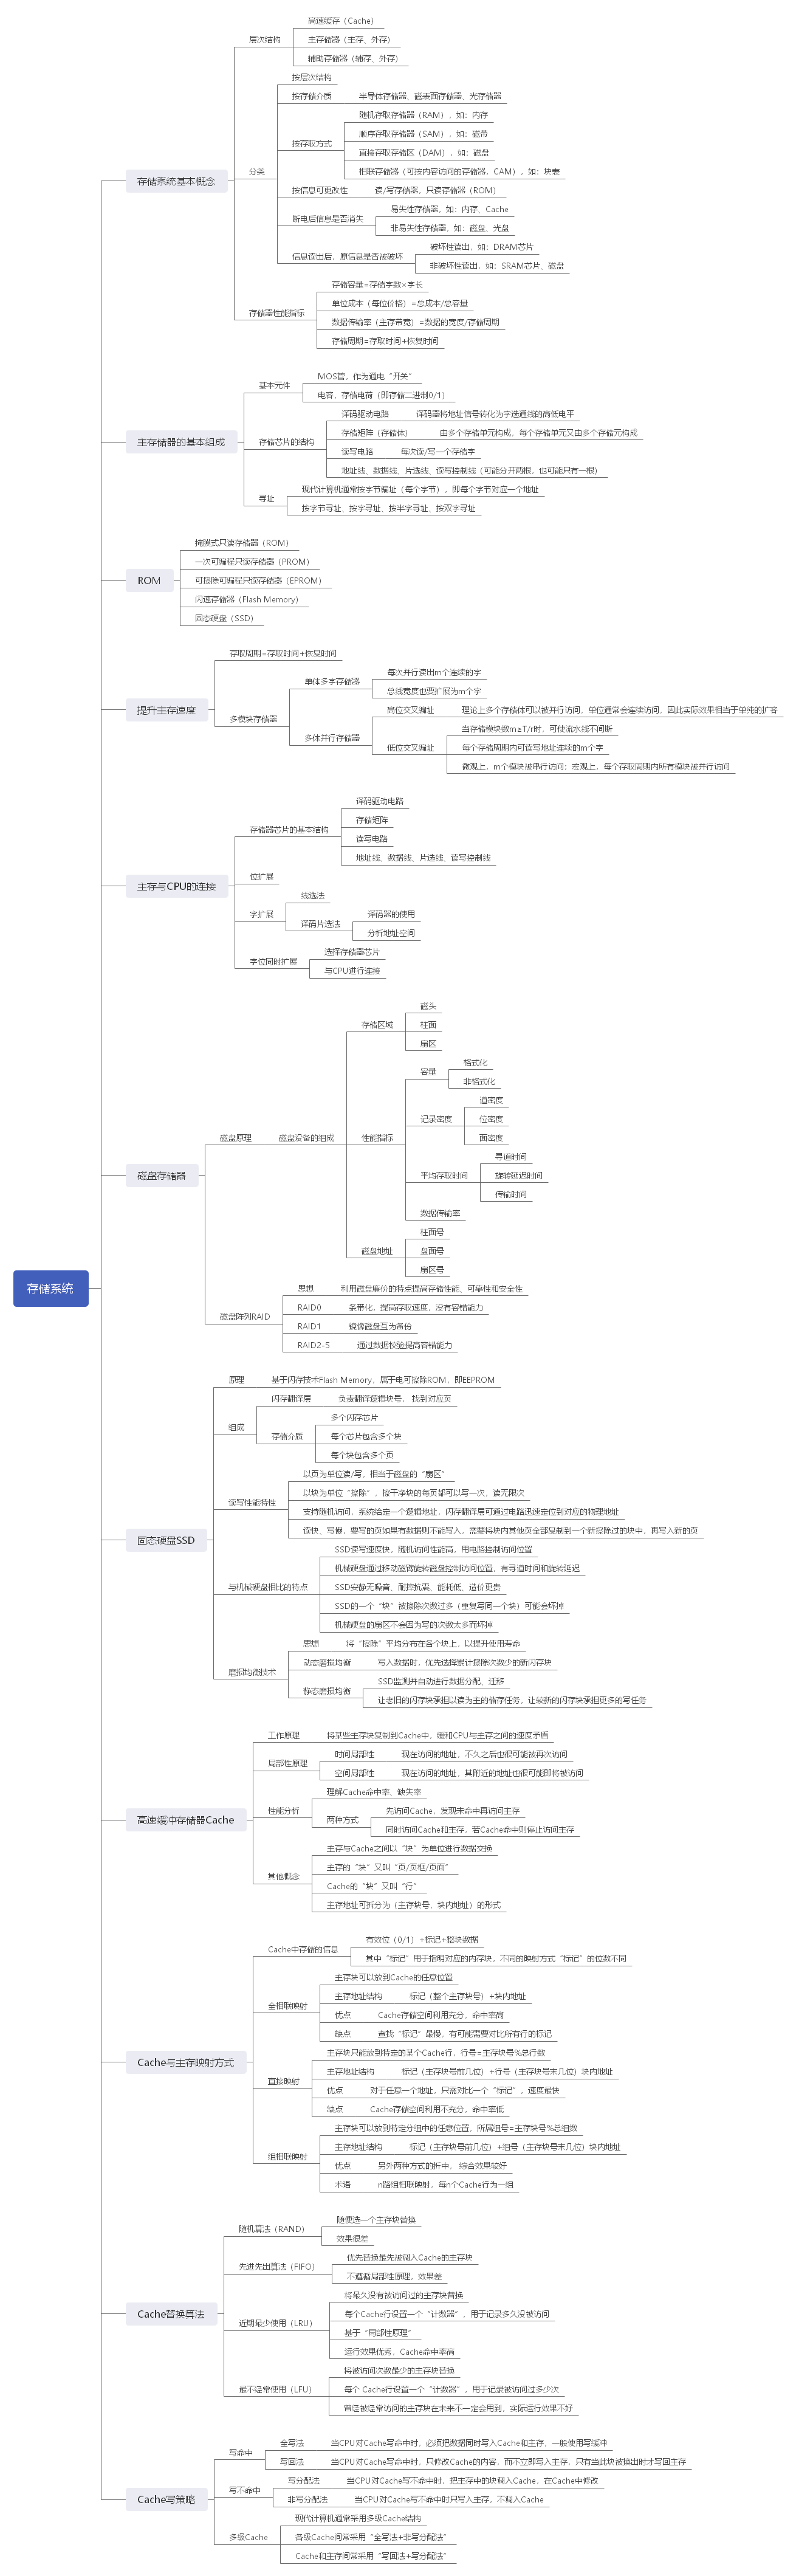 存储系统
存储系统基本概念
层次结构
高速缓存（Cache）
主存储器（主存、外存）
辅助存储器（辅存、外存）
分类
按层次结构
按存储介质
半导体存储器、磁表面存储器、光存储器
按存取方式
随机存取存储器（RAM），如：内存
顺序存取存储器（SAM），如：磁带
直接存取存储区（DAM），如：磁盘
相联存储器（可按内容访问的存储器，CAM），如：块表
按信息可更改性
读/写存储器，只读存储器（ROM）
断电后信息是否消失
易失性存储器，如：内存、Cache
非易失性存储器，如：磁盘、光盘
信息读出后，原信息是否被破坏
破坏性读出，如：DRAM芯片
非破坏性读出，如：SRAM芯片、磁盘
存储器性能指标
存储容量=存储字数×字长
单位成本（每位价格）=总成本/总容量
数据传输率（主存带宽）=数据的宽度/存储周期
存储周期=存取时间+恢复时间
主存储器的基本组成
基本元件
MOS管，作为通电“开关”
电容，存储电荷（即存储二进制0/1）
存储芯片的结构
译码驱动电路
译码器将地址信号转化为字选通线的高低电平
存储矩阵（存储体）
由多个存储单元构成，每个存储单元又由多个存储元构成
读写电路
每次读/写一个存储字
地址线、数据线、片选线、读写控制线（可能分开两根，也可能只有一根）
寻址
现代计算机通常按字节编址（每个字节），即每个字节对应一个地址
按字节寻址、按字寻址、按半字寻址、按双字寻址
ROM
掩膜式只读存储器（ROM）
一次可编程只读存储器（PROM）
可擦除可编程只读存储器（EPROM）
闪速存储器（Flash Memory）
固态硬盘（SSD）
提升主存速度
存取周期=存取时间+恢复时间
多模块存储器
单体多字存储器
每次并行读出m个连续的字
总线宽度也要扩展为m个字
多体并行存储器
高位交叉编址
理论上多个存储体可以被并行访问，单位通常会连续访问，因此实际效果相当于单纯的扩容
低位交叉编址
当存储模块数m≥T/r时，可使流水线不间断
每个存储周期内可读写地址连续的m个字
微观上，m个模块被串行访问；宏观上，每个存取周期内所有模块被并行访问
主存与CPU的连接
存储器芯片的基本结构
译码驱动电路
存储矩阵
读写电路
地址线、数据线、片选线、读写控制线
位扩展
字扩展
线选法
译码片选法
译码器的使用
分析地址空间
字位同时扩展
选择存储器芯片
与CPU进行连接
磁盘存储器
磁盘原理
磁盘设备的组成
存储区域
磁头
柱面
扇区
性能指标
容量
格式化
非格式化
记录密度
道密度
位密度
面密度
平均存取时间
寻道时间
旋转延迟时间
传输时间
数据传输率
磁盘地址
柱面号
盘面号
扇区号
磁盘阵列RAID
思想
利用磁盘廉价的特点提高存储性能、可靠性和安全性
RAID0
条带化，提高存取速度，没有容错能力
RAID1
镜像磁盘互为备份
RAID2-5
通过数据校验提高容错能力
固态硬盘SSD
原理
基于闪存技术Flash Memory，属于电可擦除ROM，即EEPROM
组成
闪存翻译层
负责翻译逻辑块号， 找到对应页
存储介质
多个闪存芯片
每个芯片包含多个块
每个块包含多个页
读写性能特性
以页为单位读/写，相当于磁盘的“扇区”
以块为单位“擦除”，擦干净块的每页都可以写一次，读无限次
支持随机访问，系统给定一个逻辑地址，闪存翻译层可通过电路迅速定位到对应的物理地址
读快、写慢，要写的页如果有数据则不能写入，需要将块内其他页全部复制到一个新擦除过的块中，再写入新的页
与机械硬盘相比的特点
SSD读写速度快，随机访问性能高，用电路控制访问位置
机械硬盘通过移动磁臂旋转磁盘控制访问位置，有寻道时间和旋转延迟
SSD安静无噪音、耐摔抗震、能耗低、造价更贵
SSD的一个“块”被擦除次数过多（重复写同一个块）可能会坏掉
机械硬盘的扇区不会因为写的次数太多而坏掉
磨损均衡技术
思想
将“擦除”平均分布在各个块上，以提升使用寿命
动态磨损均衡
写入数据时，优先选择累计擦除次数少的新闪存块
静态磨损均衡
SSD监测并自动进行数据分配、迁移
让老旧的闪存块承担以读为主的储存任务，让较新的闪存块承担更多的写任务
高速缓冲存储器Cache
工作原理
将某些主存块复制到Cache中，缓和CPU与主存之间的速度矛盾
局部性原理
时间局部性
现在访问的地址，不久之后也很可能被再次访问
空间局部性
现在访问的地址，其附近的地址也很可能即将被访问
性能分析
理解Cache命中率、缺失率
两种方式
先访问Cache，发现未命中再访问主存
同时访问Cache和主存，若Cache命中则停止访问主存
其他概念
主存与Cache之间以“块”为单位进行数据交换
主存的“块”又叫“页/页框/页面”
Cache的“块”又叫“行”
主存地址可拆分为（主存块号，块内地址）的形式
Cache与主存映射方式
Cache中存储的信息
有效位（0/1）+标记+整块数据
其中“标记”用于指明对应的内存块，不同的映射方式“标记”的位数不同
全相联映射
主存块可以放到Cache的任意位置
主存地址结构
标记（整个主存块号）+块内地址
优点
Cache存储空间利用充分，命中率高
缺点
查找“标记”最慢，有可能需要对比所有行的标记
直接映射
主存块只能放到特定的某个Cache行，行号=主存块号%总行数
主存地址结构
标记（主存块号前几位）+行号（主存块号末几位）块内地址
优点
对于任意一个地址，只需对比一个“标记”，速度最快
缺点
Cache存储空间利用不充分，命中率低
组相联映射
主存块可以放到特定分组中的任意位置，所属组号=主存块号%总组数
主存地址结构
标记（主存块号前几位）+组号（主存块号末几位）块内地址
优点
另外两种方式的折中， 综合效果较好
术语
n路组相联映射，每n个Cache行为一组
Cache替换算法
随机算法（RAND）
随便选一个主存块替换
效果很差
先进先出算法（FIFO）
优先替换最先被调入Cache的主存块
不遵循局部性原理，效果差
近期最少使用（LRU）
将最久没有被访问过的主存块替换
每个Cache行设置一个“计数器”，用于记录多久没被访问
基于“局部性原理”
运行效果优秀，Cache命中率高
最不经常使用（LFU）
将被访问次数最少的主存块替换
每个 Cache行设置一个“计数器”，用于记录被访问过多少次
曾经被经常访问的主存块在未来不一定会用到，实际运行效果不好
Cache写策略
写命中
全写法
当CPU对Cache写命中时，必须把数据同时写入Cache和主存，一般使用写缓冲
写回法
当CPU对Cache写命中时，只修改Cache的内容，而不立即写入主存，只有当此块被换出时才写回主存
写不命中
写分配法
当CPU对Cache写不命中时，把主存中的块调入Cache，在Cache中修改
非写分配法
当CPU对Cache写不命中时只写入主存，不调入Cache
多级Cache
现代计算机通常采用多级Cache结构
各级Cache间常采用“全写法+非写分配法”
Cache和主存间常采用“写回法+写分配法”